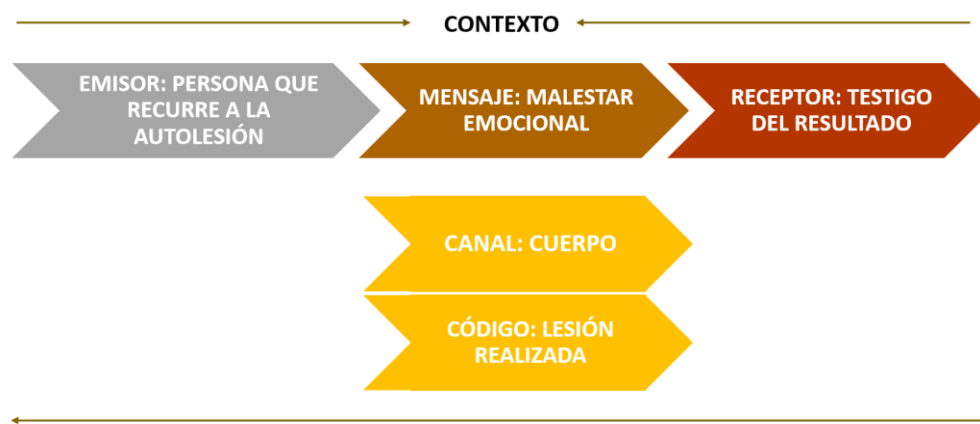 CONTEXTO
EMISOR: PERSONA QUE
RECURRE A LA
AUTOLESIÓN
MENSAJE: MALESTAR
EMOCIONAL
RECEPTOR: TESTIGO
DEL RESULTADO
CANAL: CUERPO
CÓDIGO: LESIÓN
REALIZADA